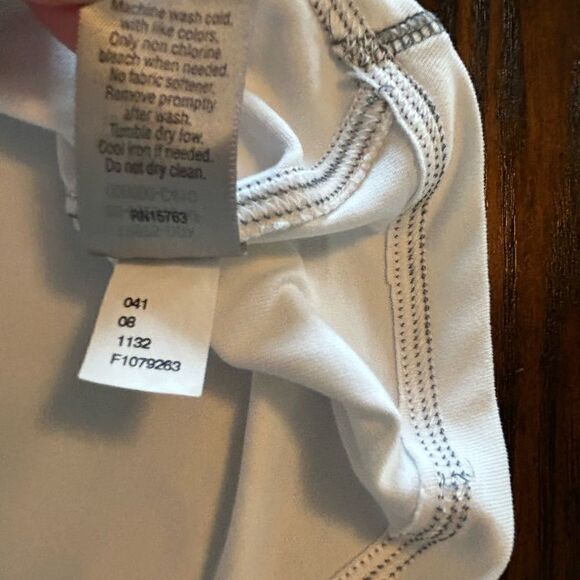 Machine wash cold,
with like colors.
Only non chlorine
bleach when needed.
No fabric softener.
Remove promptly
after wash.
Tumble dry low.
Cool iron if needed.
Do not dry clean.
RN15763
041
08
1132
F1079263